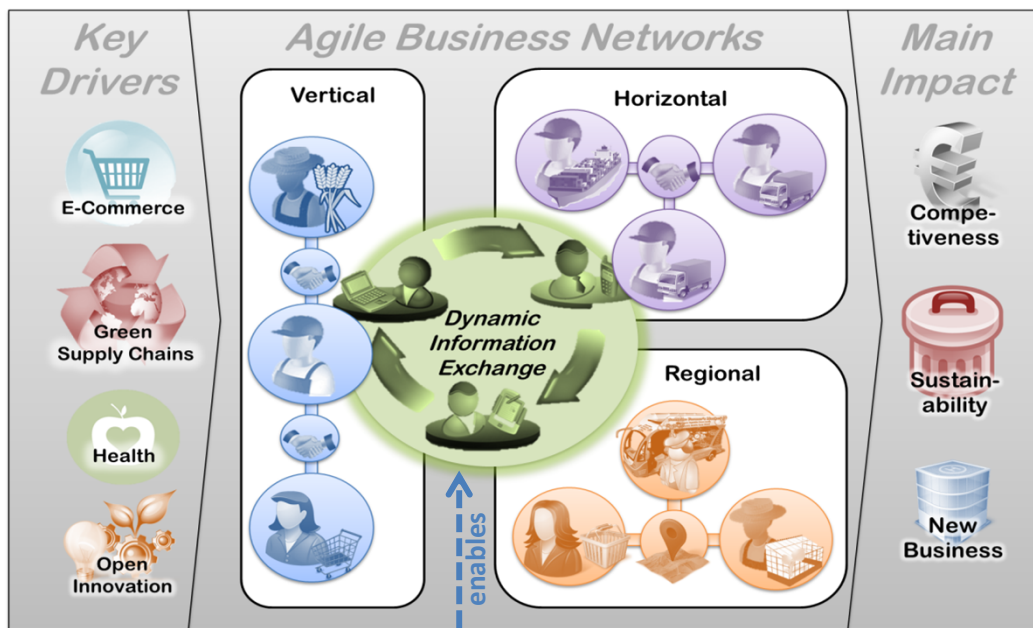 Key
Drivers
Agile Business Networks
Main
Impact
E-Commerce
Green
Supply Chains
Health
Open
Innovation
Vertical
Horizontal
Dynamic
Information
Exchange
Regional
enables
Compe-
tiveness
Sustain-
ability
New
Business